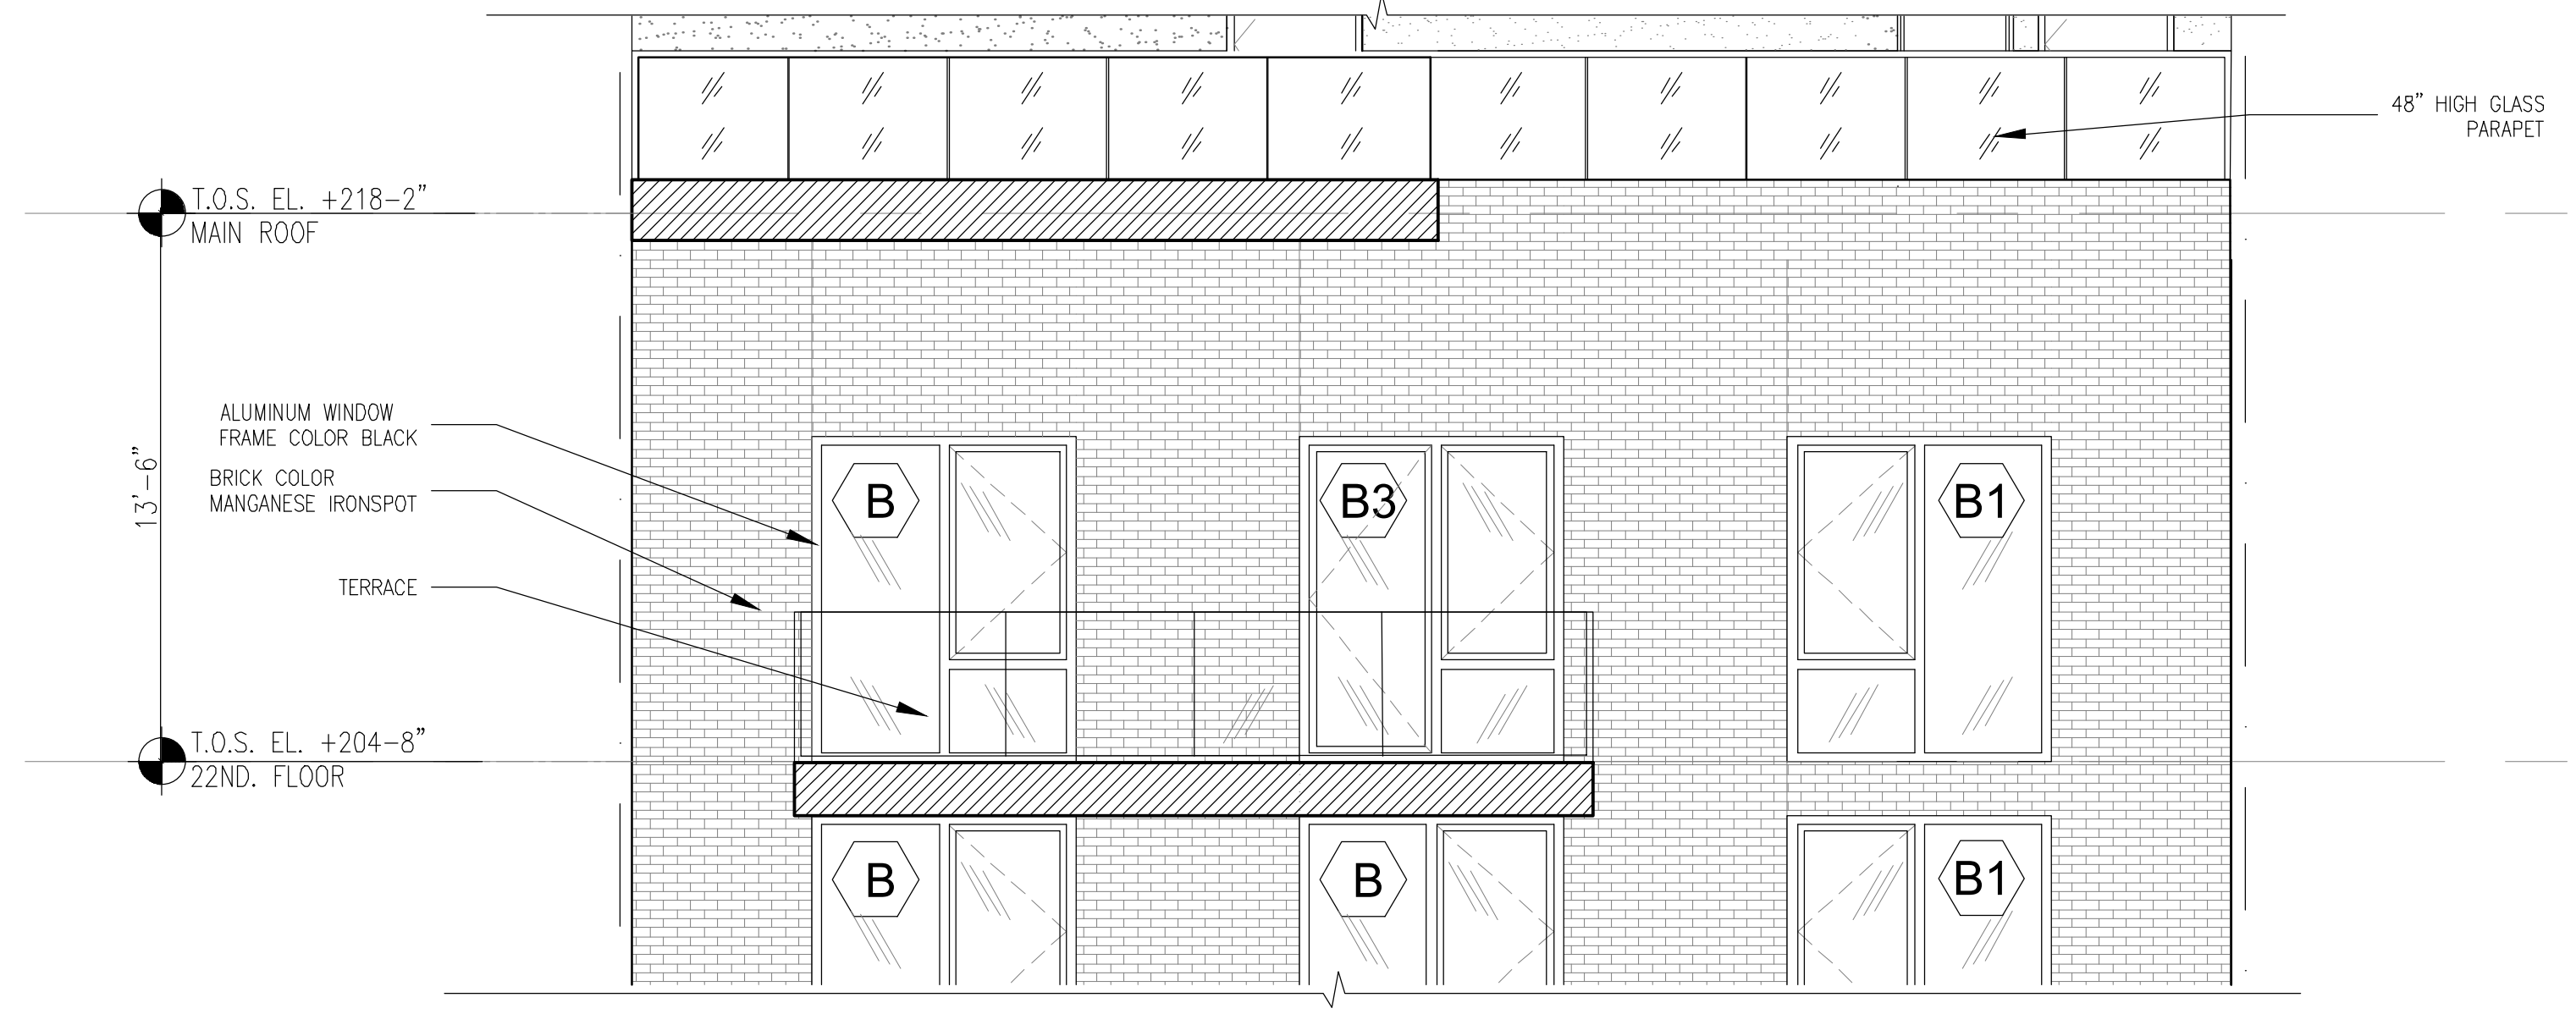 48” HIGH GLASS
PARAPET
T.O.S. EL. +218-2”
MAIN ROOF
13’-6”
ALUMINUM WINDOW
FRAME COLOR BLACK
BRICK COLOR
MANGANESE IRONSPOT
TERRACE
B
B3
B1
T.O.S. EL. +204-8”
22ND. FLOOR
B
B
B1